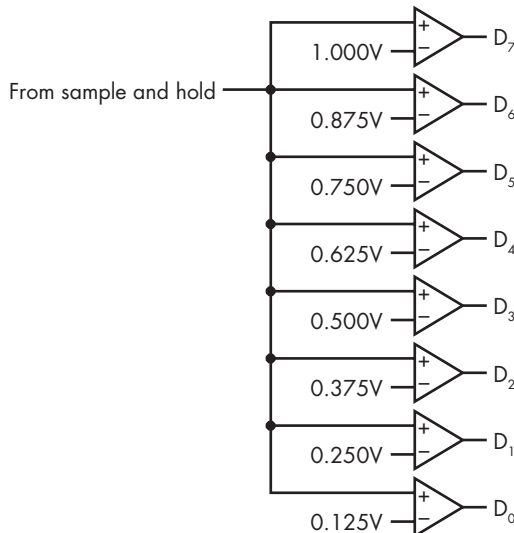 +
1.000V − D₇
From sample and hold
+
0.875V − D₆
+
0.750V − D₅
+
0.625V − D₄
+
0.500V − D₃
+
0.375V − D₂
+
0.250V − D₁
+
0.125V − D₀